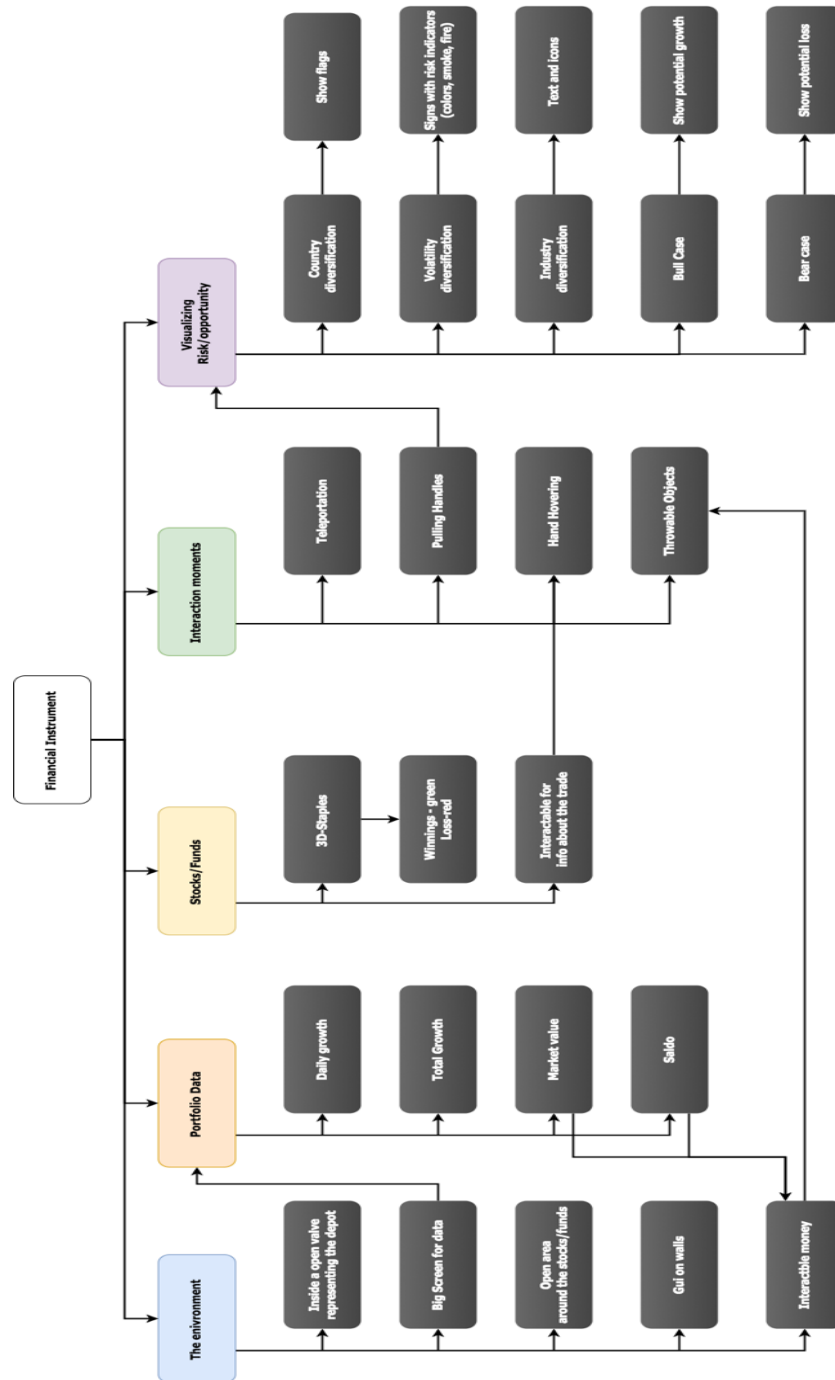 Financial Instrument
The enivronment
Portfolio Data
Stocks/Funds
Interaction moments
Visualizing
Risk/opportunity
Inside a open valve
representing the depot
Big Screen for data
Open area
around the stocks/funds
Gui on walls
Interactble money
Daily growth
Total Growth
Market value
Saldo
3D-Staples
Winnings - green
Loss-red
Interactable for
info about the trade
Teleportation
Pulling Handles
Hand Hovering
Throwable Objects
Country
diversification
Volatility
diversification
Industry
diversification
Bull Case
Bear case
Show flags
Signs with risk indicators
(colors, smoke, fire)
Text and icons
Show potential growth
Show potential loss